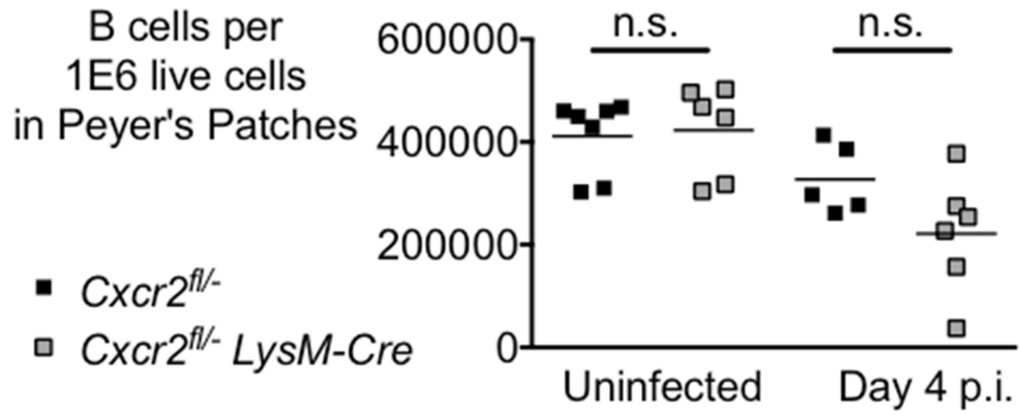 B cells per
1E6 live cells
in Peyer's Patches
600000
400000
200000
0
n.s.
n.s.
Cxcr2fl/-
Cxcr2fl/- LysM-Cre
Uninfected
Day 4 p.i.